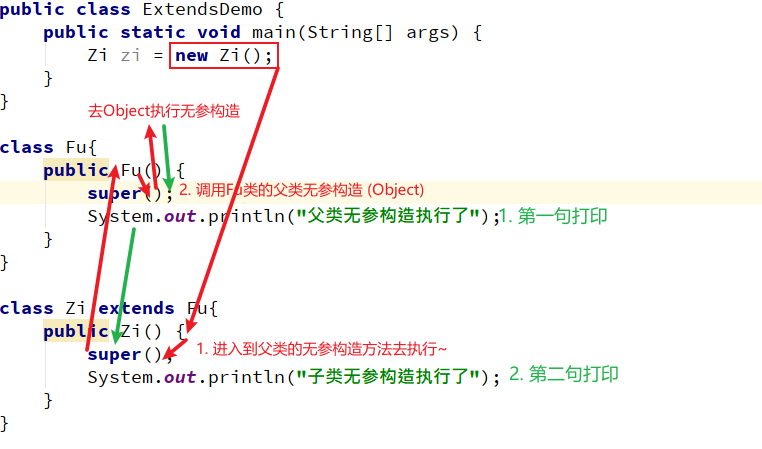 public class ExtendsDemo {
public static void main(String[] args) {
Zi zi = new Zi();
}
}
去Object执行无参构造
class Fu{
public Fu() {
super(); 2. 调用Fu类的父类无参构造 (Object)
System.out.println("父类无参构造执行了"); 1. 第一句打印
}
}
class Zi extends Fu{
public Zi() {
super(); 1. 进入到父类的无参构造方法去执行~
System.out.println("子类无参构造执行了"); 2. 第二句打印
}
}